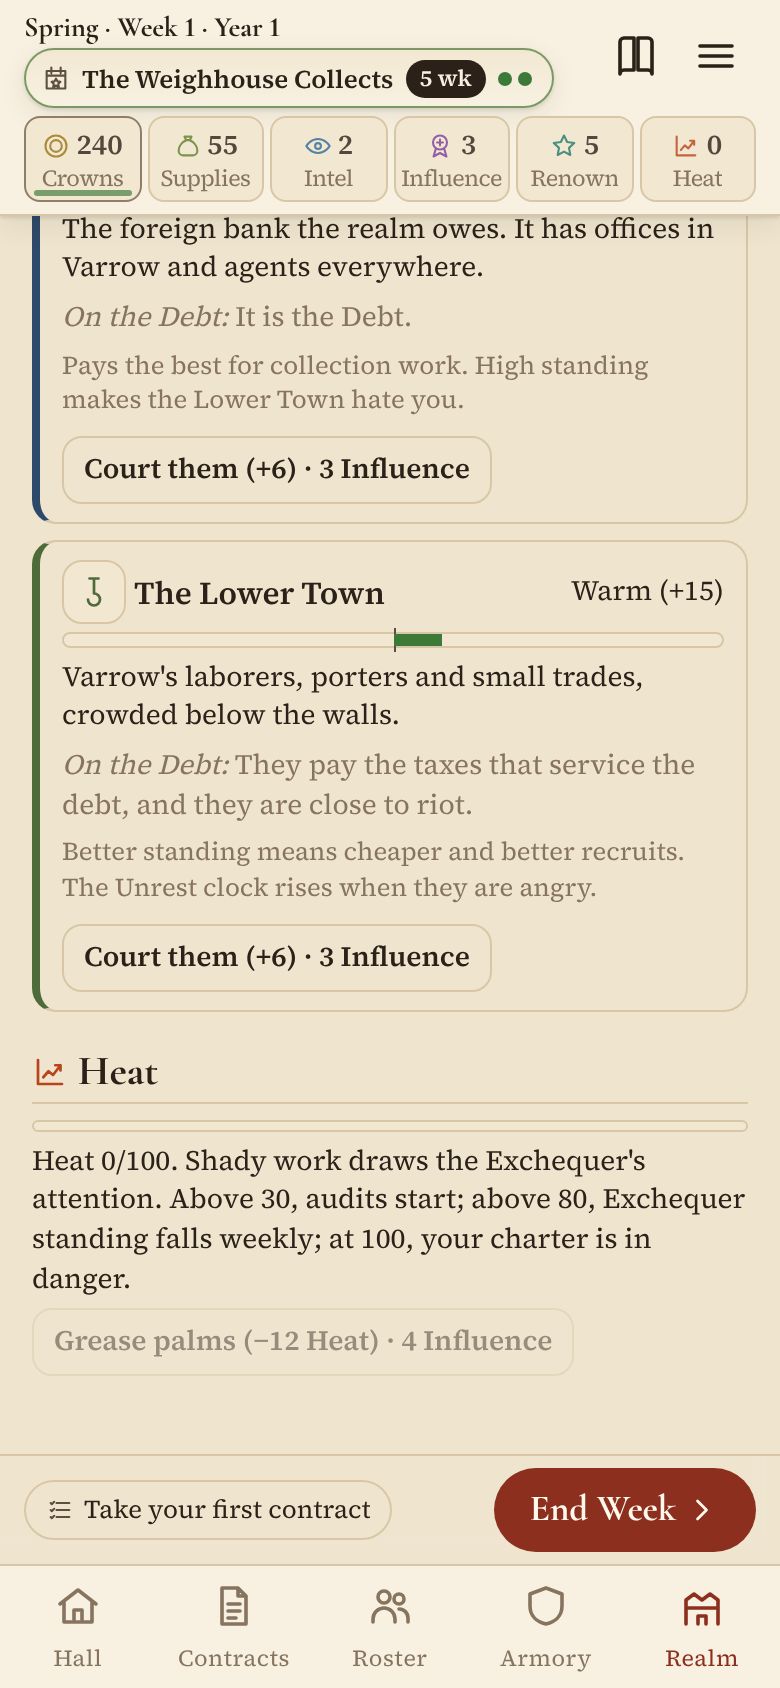 Spring · Week 1 · Year 1
The Weighhouse Collects 5 wk
240 55 2 3 5 0
Crowns Supplies Intel Influence Renown Heat
The foreign bank the realm owes. It has offices in
Varrow and agents everywhere.
On the Debt: It is the Debt.
Pays the best for collection work. High standing
makes the Lower Town hate you.
Court them (+6) · 3 Influence
The Lower Town Warm (+15)
Varrow's laborers, porters and small trades,
crowded below the walls.
On the Debt: They pay the taxes that service the
debt, and they are close to riot.
Better standing means cheaper and better recruits.
The Unrest clock rises when they are angry.
Court them (+6) · 3 Influence
Heat
Heat 0/100. Shady work draws the Exchequer's
attention. Above 30, audits start; above 80, Exchequer
standing falls weekly; at 100, your charter is in
danger.
Grease palms (−12 Heat) · 4 Influence
Take your first contract End Week
Hall Contracts Roster Armory Realm